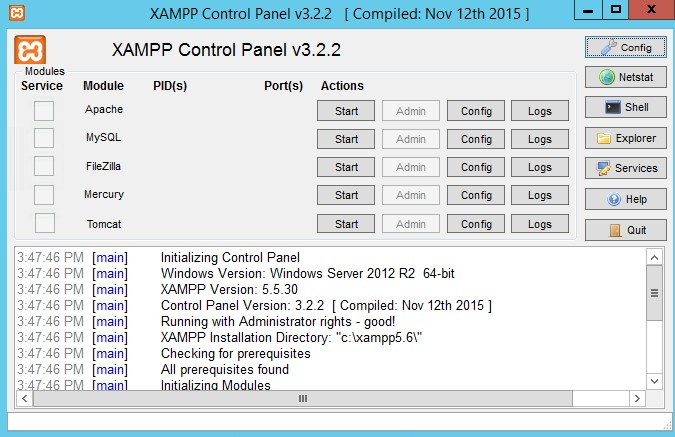 XAMPP Control Panel v3.2.2 [ Compiled: Nov 12th 2015 ]
XAMPP Control Panel v3.2.2
Config
Modules
Service Module PID(s) Port(s) Actions
Netstat
Apache Start Admin Config Logs
Shell
MySQL Start Admin Config Logs
Explorer
FileZilla Start Admin Config Logs
Services
Mercury Start Admin Config Logs
Help
Tomcat Start Admin Config Logs
Quit
3:47:46 PM [main] Initializing Control Panel
3:47:46 PM [main] Windows Version: Windows Server 2012 R2 64-bit
3:47:46 PM [main] XAMPP Version: 5.5.30
3:47:46 PM [main] Control Panel Version: 3.2.2 [ Compiled: Nov 12th 2015 ]
3:47:46 PM [main] Running with Administrator rights - good!
3:47:46 PM [main] XAMPP Installation Directory: "c:\xampp5.6\"
3:47:46 PM [main] Checking for prerequisites
3:47:46 PM [main] All prerequisites found
3:47:46 PM [main] Initializing Modules